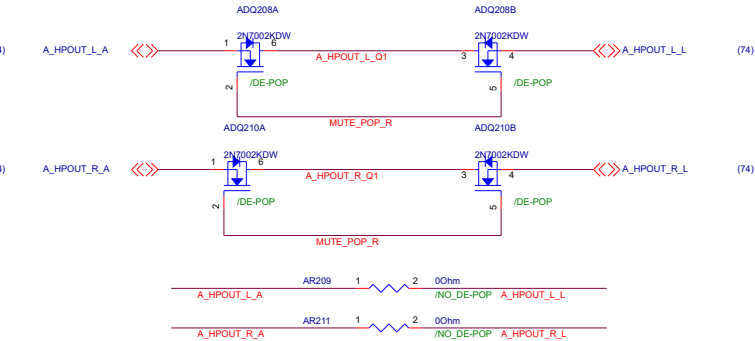 ADQ208A ADQ208B
2N7002KDW 2N7002KDW
4) A_HPOUT_L_A 1 6 A_HPOUT_L_Q1 3 4 A_HPOUT_L_L (74)
2 /DE-POP 5 /DE-POP
MUTE_POP_R
ADQ210A ADQ210B
2N7002KDW 2N7002KDW
4) A_HPOUT_R_A 1 6 A_HPOUT_R_Q1 3 4 A_HPOUT_R_L (74)
2 /DE-POP 5 /DE-POP
MUTE_POP_R
AR209 1 2 0Ohm
A_HPOUT_L_A /NO_DE-POP A_HPOUT_L_L
AR211 1 2 0Ohm
A_HPOUT_R_A /NO_DE-POP A_HPOUT_R_L